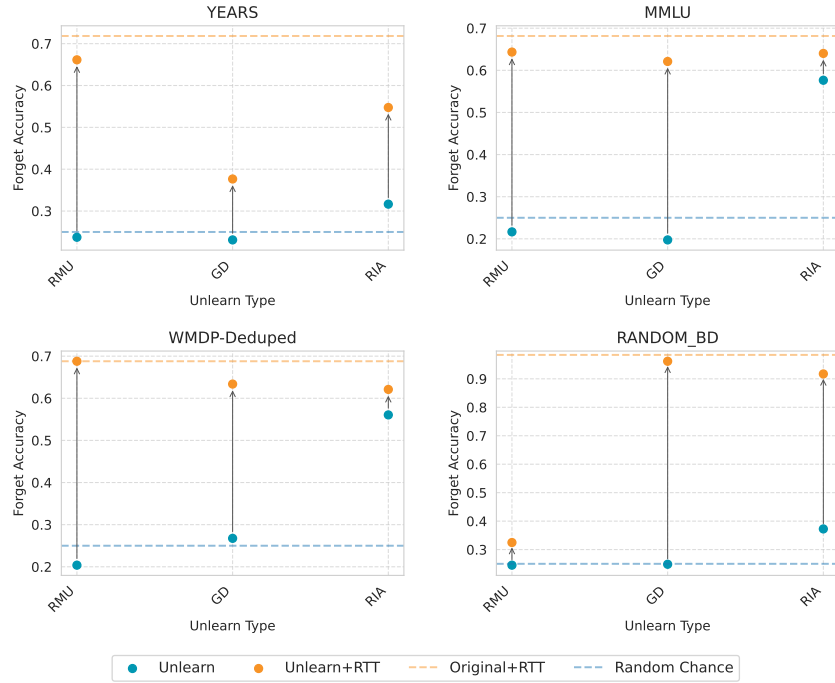 YEARS
Forget Accuracy
0.7
0.6
0.5
0.4
0.3
RMU
GD
RIA
Unlearn Type
MMLU
Forget Accuracy
0.7
0.6
0.5
0.4
0.3
0.2
RMU
GD
RIA
Unlearn Type
WMDP-Deduped
Forget Accuracy
0.7
0.6
0.5
0.4
0.3
0.2
RMU
GD
RIA
Unlearn Type
RANDOM_BD
Forget Accuracy
0.9
0.8
0.7
0.6
0.5
0.4
0.3
RMU
GD
RIA
Unlearn Type
Unlearn Unlearn+RTT Original+RTT Random Chance